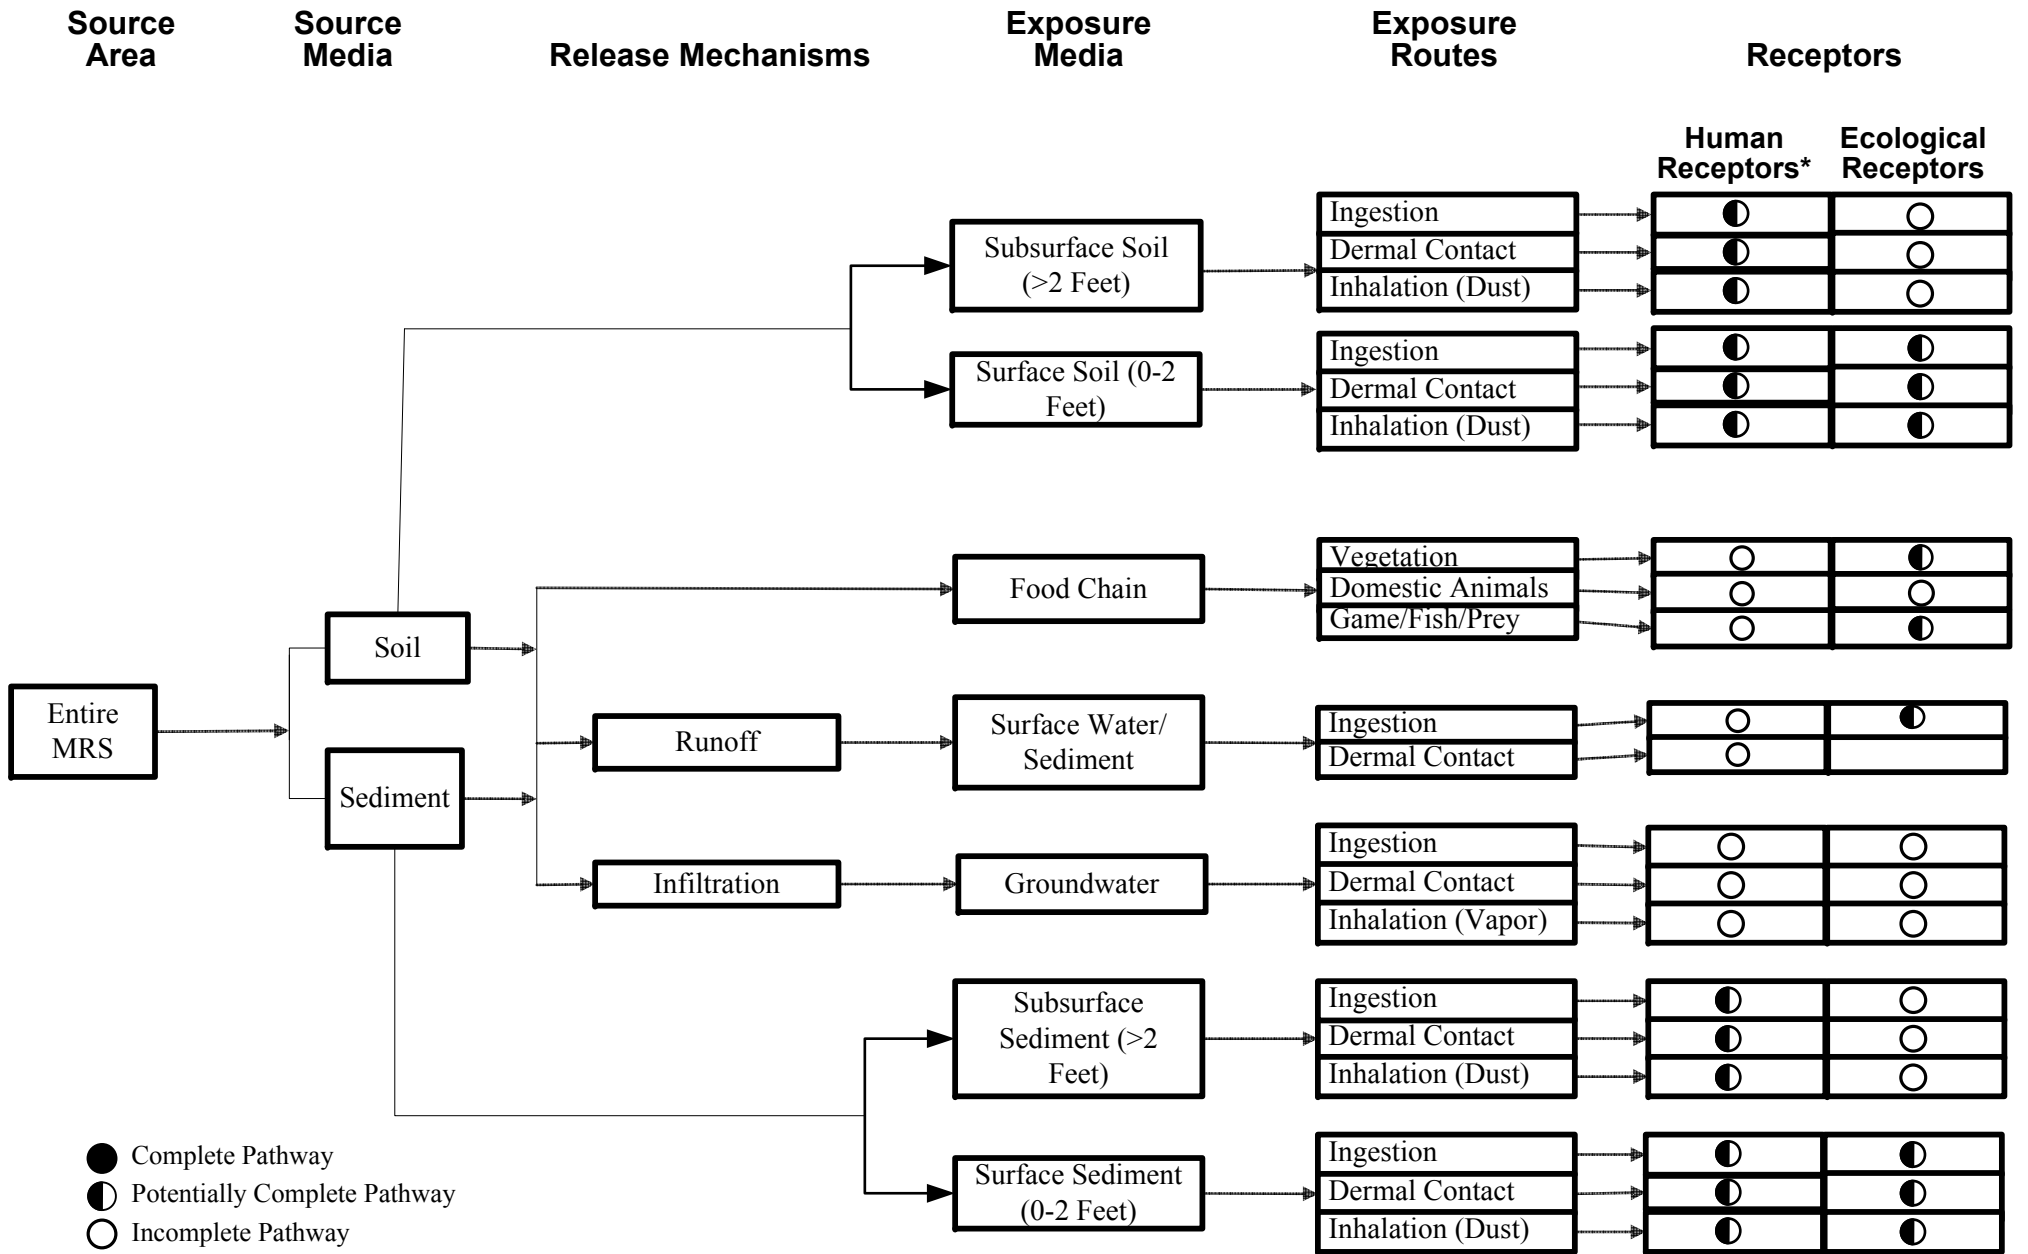 Source
Area
Source
Media
Release Mechanisms
Exposure
Media
Exposure
Routes
Receptors
Human
Receptors*
Ecological
Receptors
Subsurface Soil
(>2 Feet)
Ingestion
Dermal Contact
Inhalation (Dust)
Surface Soil (0-2
Feet)
Ingestion
Dermal Contact
Inhalation (Dust)
Food Chain
Vegetation
Domestic Animals
Game/Fish/Prey
Soil
Entire
MRS
Sediment
Runoff
Surface Water/
Sediment
Ingestion
Dermal Contact
Infiltration
Groundwater
Ingestion
Dermal Contact
Inhalation (Vapor)
Subsurface
Sediment (>2
Feet)
Ingestion
Dermal Contact
Inhalation (Dust)
Surface Sediment
(0-2 Feet)
Ingestion
Dermal Contact
Inhalation (Dust)
Complete Pathway
Potentially Complete Pathway
Incomplete Pathway